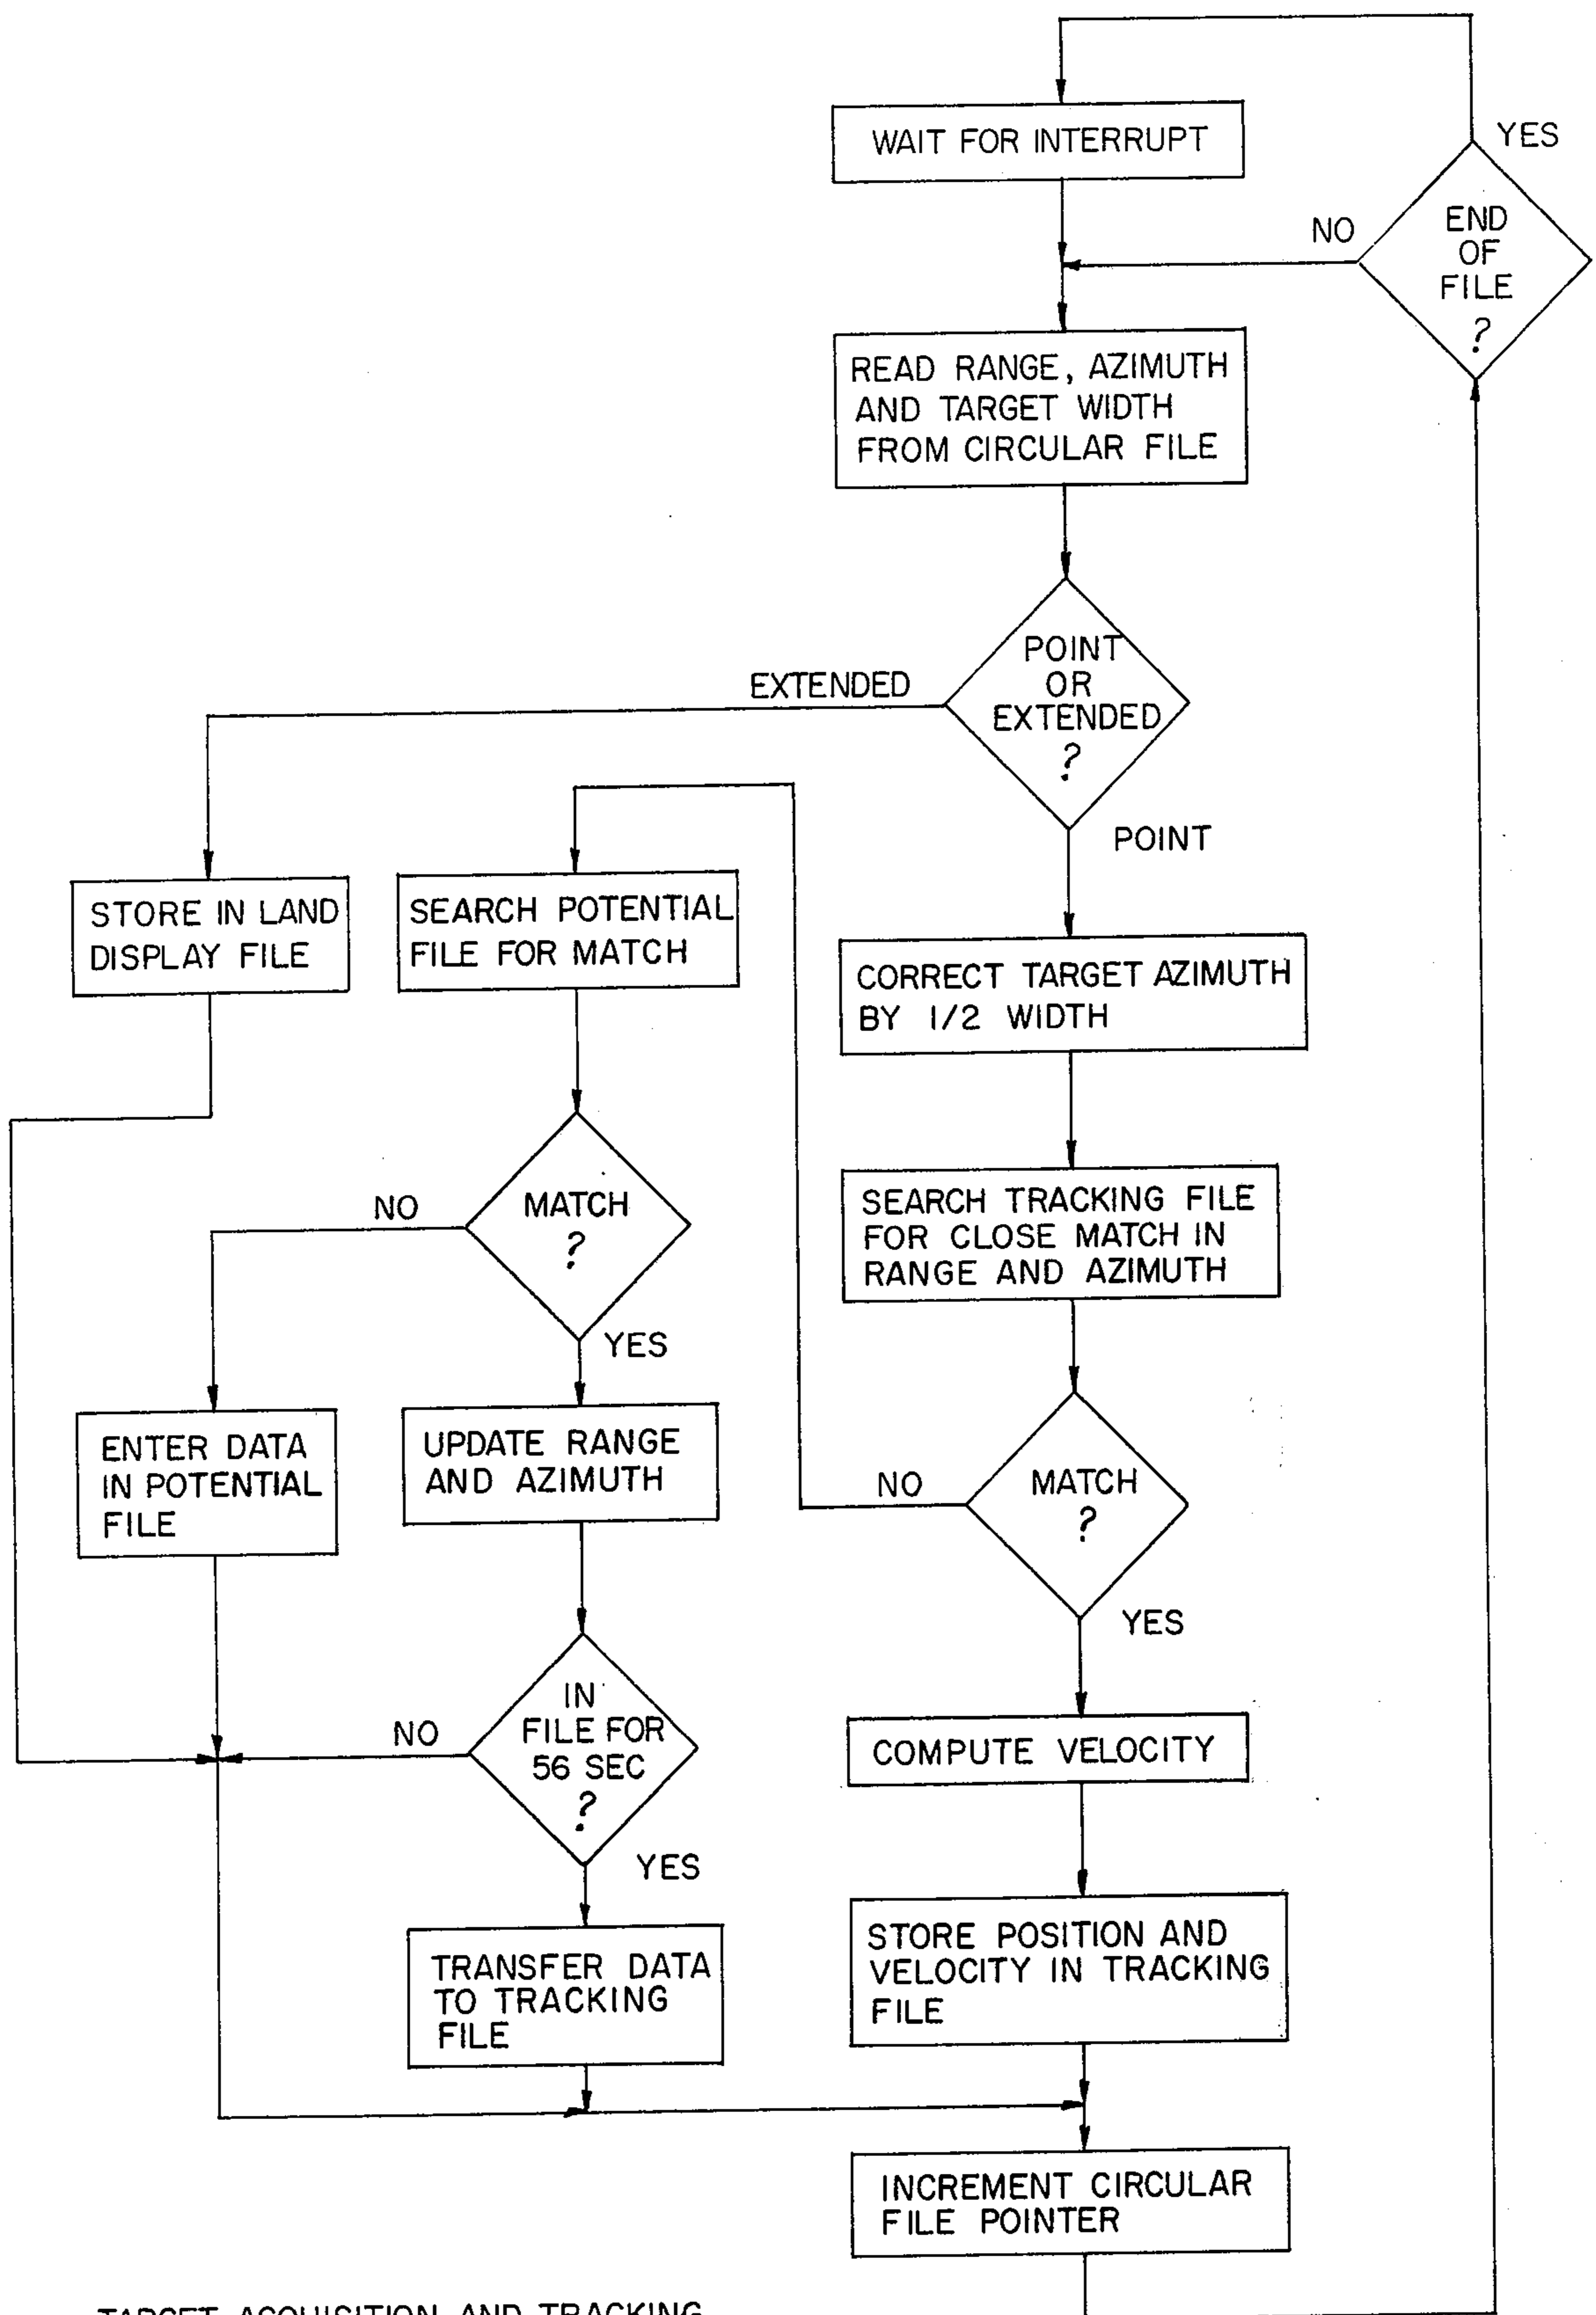 WAIT FOR INTERRUPT
YES
END
OF
FILE
?
NO
READ RANGE, AZIMUTH
AND TARGET WIDTH
FROM CIRCULAR FILE
POINT
OR
EXTENDED
?
EXTENDED
POINT
STORE IN LAND
DISPLAY FILE
SEARCH POTENTIAL
FILE FOR MATCH
CORRECT TARGET AZIMUTH
BY 1/2 WIDTH
MATCH
?
NO
YES
SEARCH TRACKING FILE
FOR CLOSE MATCH IN
RANGE AND AZIMUTH
ENTER DATA
IN POTENTIAL
FILE
UPDATE RANGE
AND AZIMUTH
NO
MATCH
?
YES
IN
FILE FOR
56 SEC
?
NO
YES
COMPUTE VELOCITY
TRANSFER DATA
TO TRACKING
FILE
STORE POSITION AND
VELOCITY IN TRACKING
FILE
INCREMENT CIRCULAR
FILE POINTER
TARGET ACQUISITION AND TRACKING